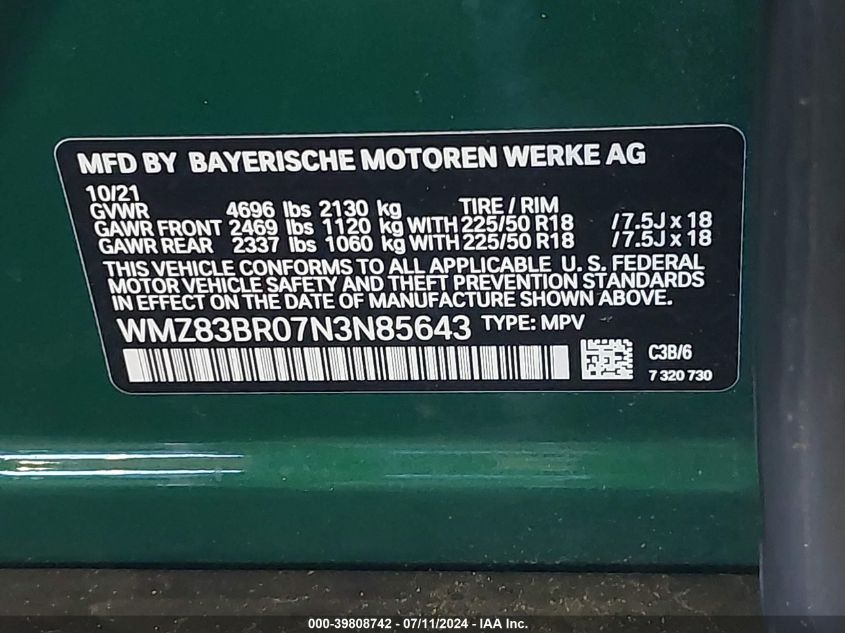 MFD BY BAYERISCHE MOTOREN WERKE AG
10/21
GVWR 4696 lbs 2130 kg TIRE / RIM
GAWR FRONT 2469 lbs 1120 kg WITH 225/50 R18 /7.5J x 18
GAWR REAR 2337 lbs 1060 kg WITH 225/50 R18 /7.5J x 18
THIS VEHICLE CONFORMS TO ALL APPLICABLE U. S. FEDERAL
MOTOR VEHICLE SAFETY AND THEFT PREVENTION STANDARDS
IN EFFECT ON THE DATE OF MANUFACTURE SHOWN ABOVE.
WMZ83BR07N3N85643 TYPE: MPV
C3B/6
7 320 730
000-39808742 - 07/11/2024 - IAA Inc.